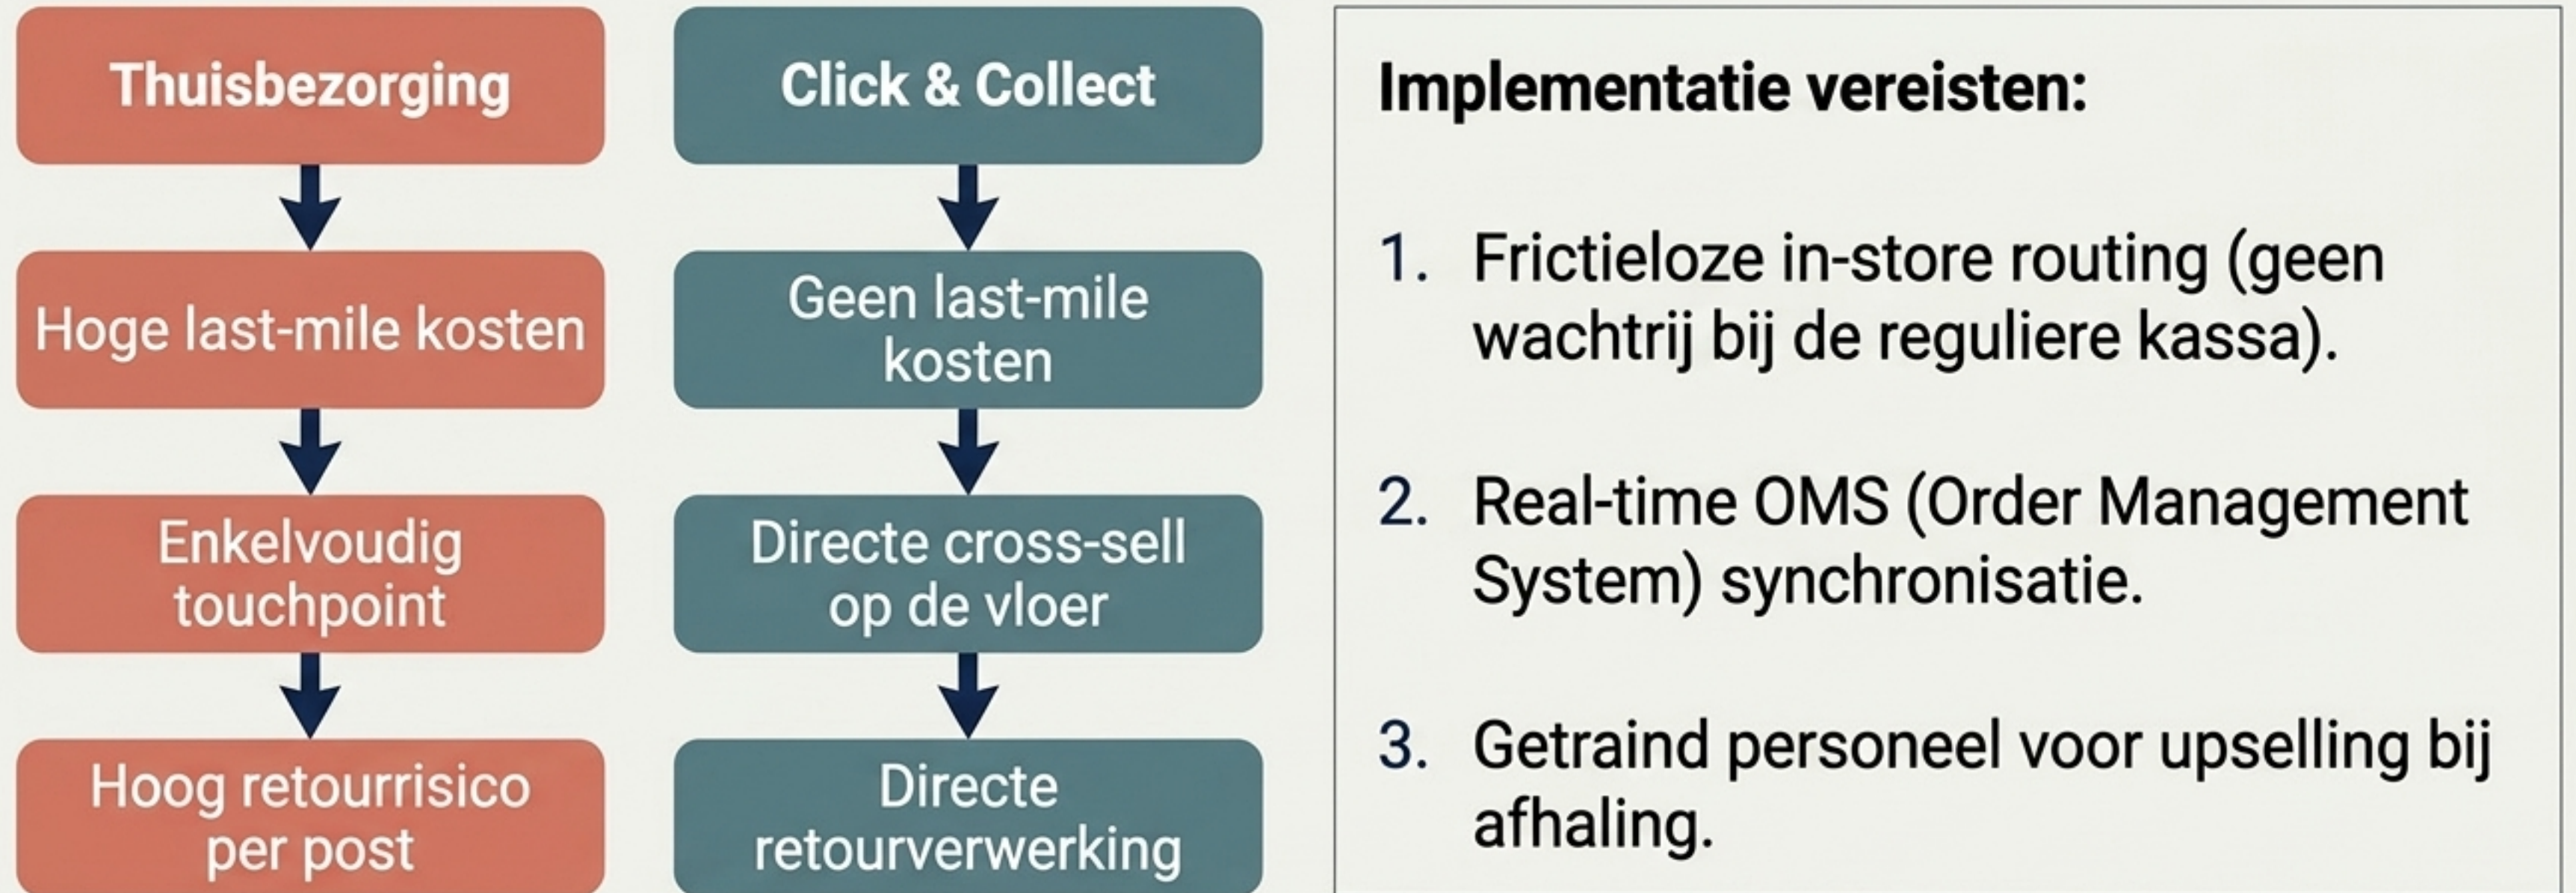 Thuisbezorging
Hoge last-mile kosten
Enkelvoudig
touchpoint
Hoog retourrisico
per post
Click & Collect
Geen last-mile
kosten
Directe cross-sell
op de vloer
Directe
retourverwerking
Implementatie vereisten:
1. Frictieloze in-store routing (geen
wachtrij bij de reguliere kassa).
2. Real-time OMS (Order Management
System) synchronisatie.
3. Getraind personeel voor upselling bij
afhaling.